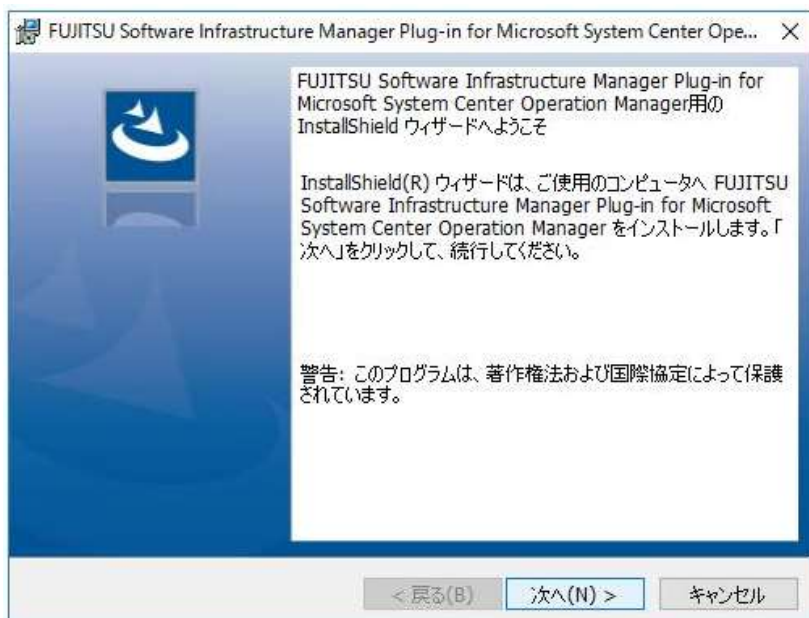 FUJITSU Software Infrastructure Manager Plug-in for Microsoft System Center Ope...
FUJITSU Software Infrastructure Manager Plug-in for
Microsoft System Center Operation Manager用の
InstallShield ウィザードへようこそ
InstallShield(R) ウィザードは、ご使用のコンピュータへ FUJITSU
Software Infrastructure Manager Plug-in for Microsoft
System Center Operation Manager をインストールします。「
次へ」をクリックして、続行してください。
警告: このプログラムは、著作権法および国際協定によって保護
されています。
< 戻る(B) 次へ(N) > キャンセル